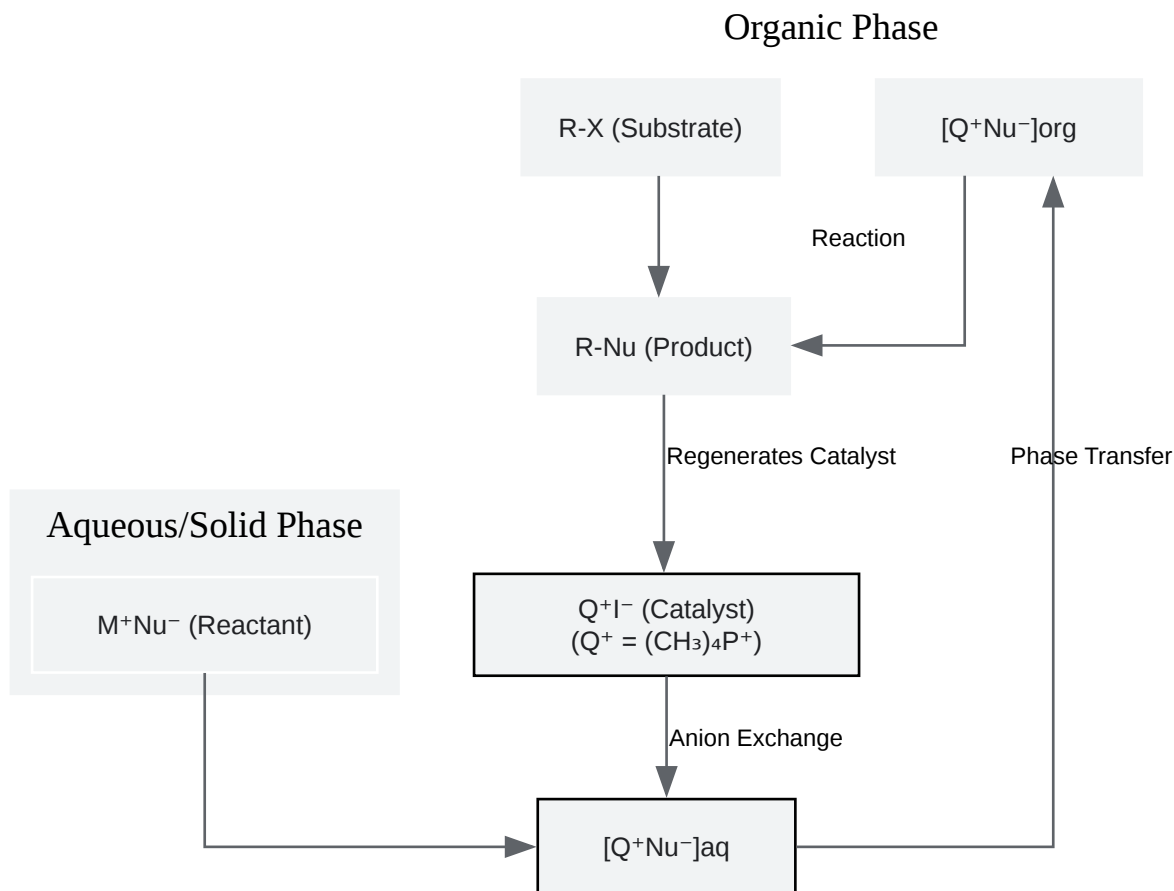 Organic Phase
R-X (Substrate)
[Q⁺Nu⁻]org
Reaction
R-Nu (Product)
Regenerates Catalyst
Phase Transfer
Aqueous/Solid Phase
M⁺Nu⁻ (Reactant)
Q⁺I⁻ (Catalyst)
(Q⁺ = (CH₃)₄P⁺)
Anion Exchange
[Q⁺Nu⁻]aq